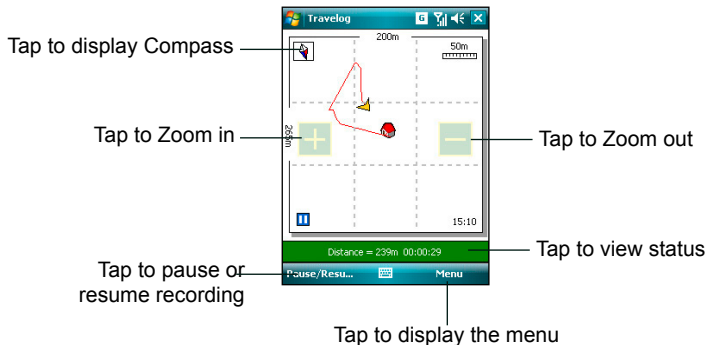 Travelog
G
200m
Tap to display Compass
50m
265m
Tap to Zoom in
Tap to Zoom out
15:10
Distance = 239m 00:00:29
Tap to view status
Pause/Resu...
Menu
Tap to pause or
resume recording
Tap to display the menu